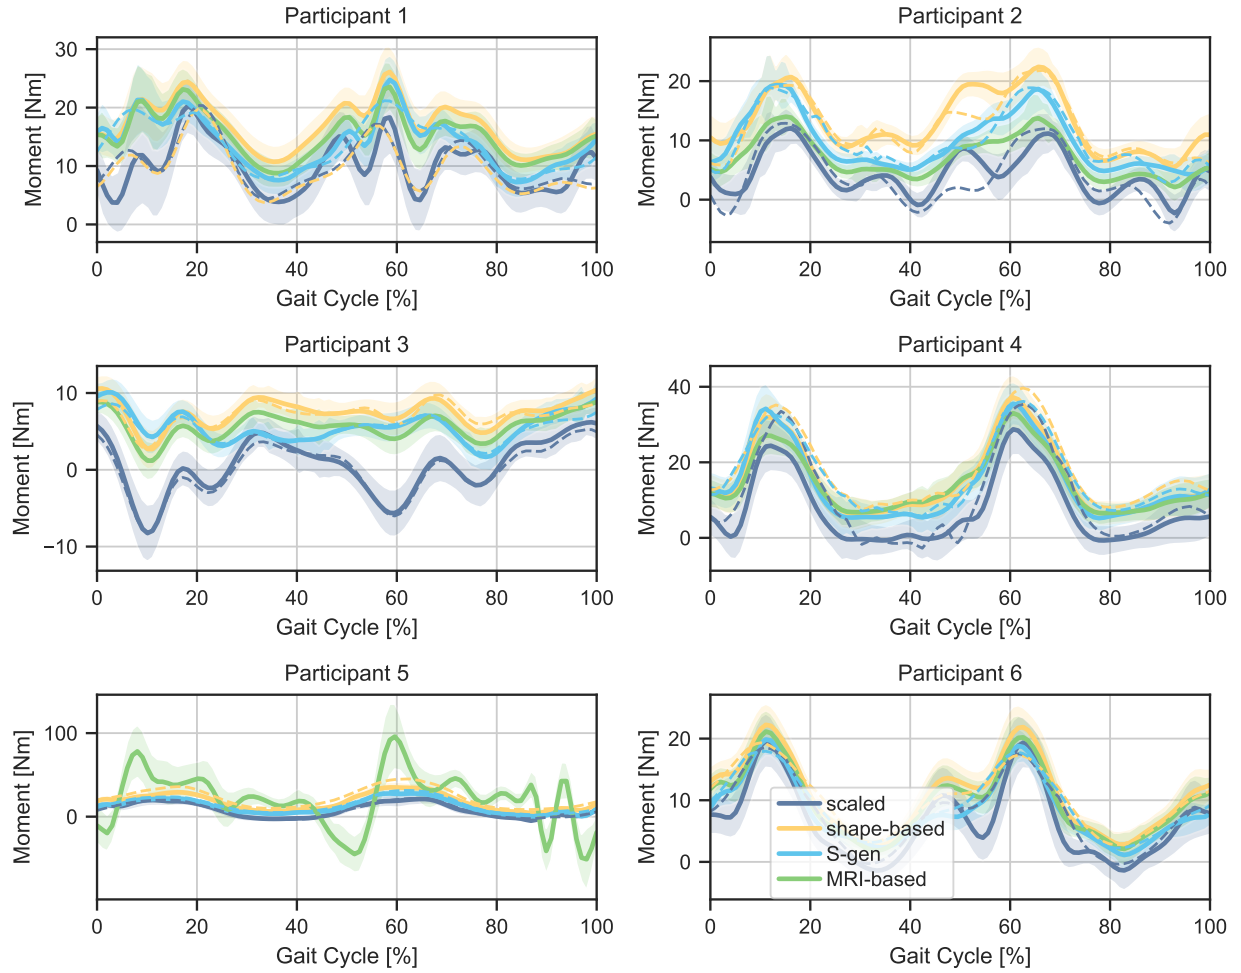 Participant 1
Participant 2
Moment [Nm]
30
20
10
0
0 20 40 60 80 100
Gait Cycle [%]
Moment [Nm]
20
10
0
0 20 40 60 80 100
Gait Cycle [%]
Participant 3
Participant 4
Moment [Nm]
10
0
−10
0 20 40 60 80 100
Gait Cycle [%]
Moment [Nm]
40
20
0
0 20 40 60 80 100
Gait Cycle [%]
Participant 5
Participant 6
Moment [Nm]
100
0
0 20 40 60 80 100
Gait Cycle [%]
Moment [Nm]
20
10
0
scaled
shape-based
S-gen
MRI-based
0 20 40 60 80 100
Gait Cycle [%]